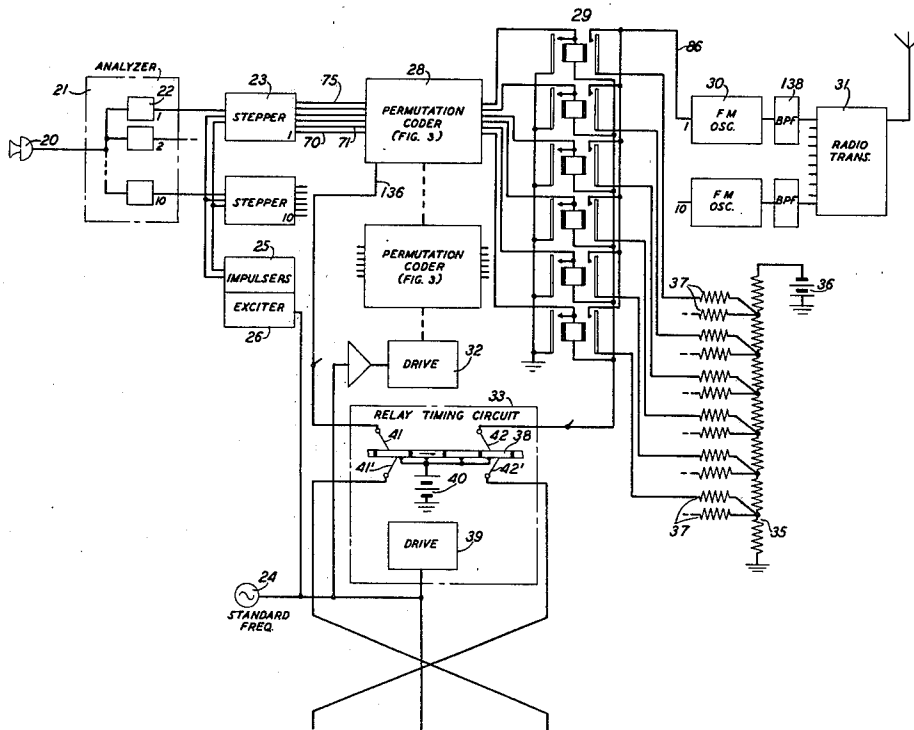 29
ANALYZER
21
22
1
2
10
20
23
STEPPER
1
STEPPER
10
25
IMPULSERS
EXCITER
26
75
70
71
28
PERMUTATION
CODER
(FIG. 3)
136
PERMUTATION
CODER
(FIG. 3)
DRIVE
32
33
RELAY TIMING CIRCUIT
41
42
38
41'
42'
40
DRIVE
39
24
STANDARD
FREQ.
86
30
1
FM
OSC.
138
BPF
31
RADIO
TRANS.
10
FM
OSC.
BPF
36
37
37
35